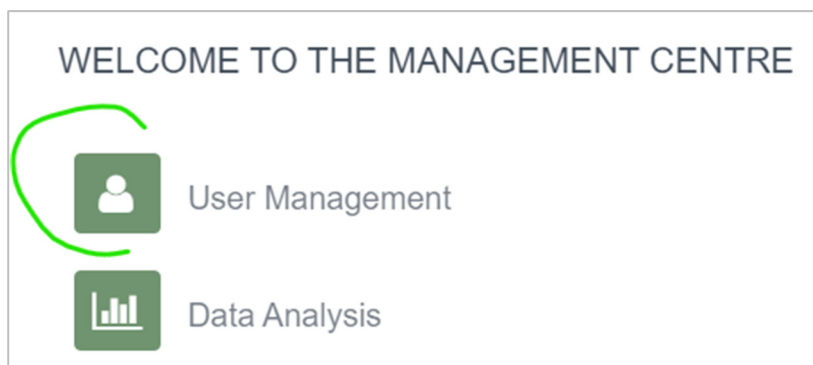 WELCOME TO THE MANAGEMENT CENTRE
User Management
Data Analysis